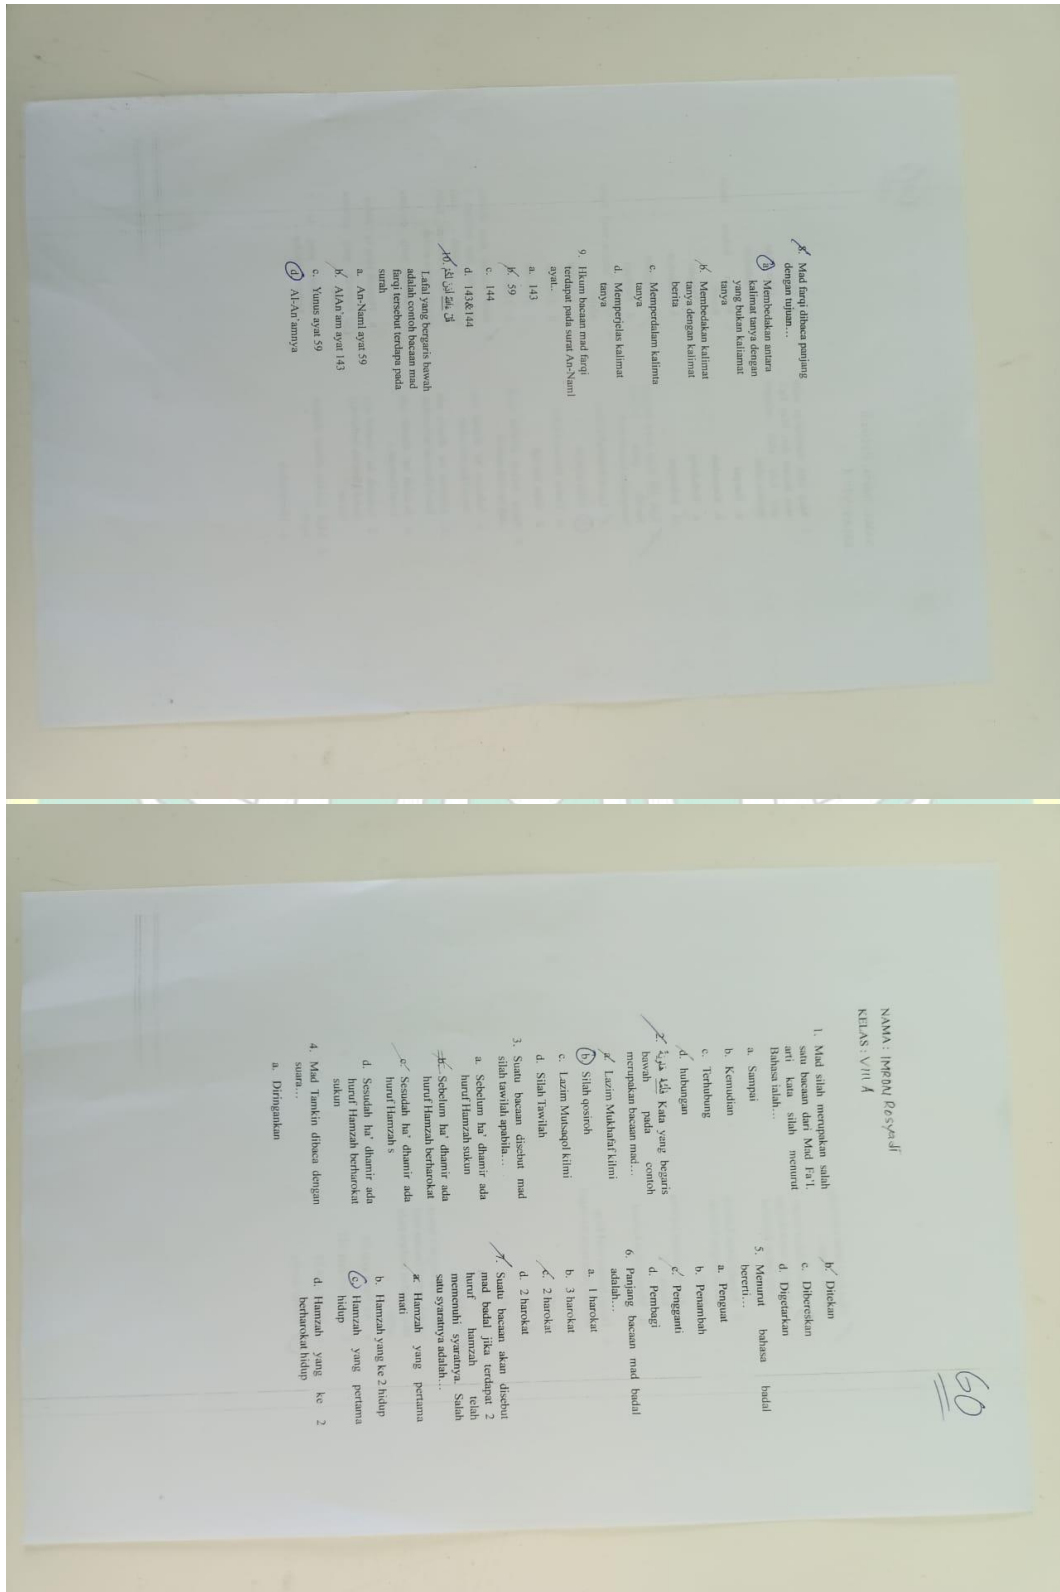 8. Mad farqi dibaca panjang
dengan tujuan…
a. Membedakan antara
kalimat tanya dengan
yang bukan kaliamat
tanya
b. Membedakan kalimat
tanya dengan kalimat
berita
c. Memperdalam kalimta
tanya
d. Memperjelas kalimat
tanya
9. Hkum bacaan mad farqi
terdapat pada surat An-Naml
ayat..
a. 143
b. 59
c. 144
d. 143&144
10.
Lafal yang bergaris bawah
adalah contoh bacaan mad
farqi tersebut terdapa pada
surah
a. An-Naml ayat 59
b. AlAn'am ayat 143
c. Yunus ayat 59
d. Al-An'amnya
60
NAMA : IMRON ROSYADI
KELAS : VIII A
1. Mad silah merupakan salah
satu bacaan dari Mad Fa'I.
arti kata silah menurut
Bahasa ialah…
a. Sampai
b. Kemudian
c. Terhubung
d. hubungan
2. Kata yang begaris
bawah pada contoh
merupakan bacaan mad…
a. Lazim Mukhafaf kilmi
b. Silah qosiroh
c. Lazim Mutsaqol kilmi
d. Silah Tawilah
3. Suatu bacaan disebut mad
silah tawilah apabila…
a. Sebelum ha' dhamir ada
huruf Hamzah sukun
b. Sebelum ha' dhamir ada
huruf Hamzah berharokat
c. Sesudah ha' dhamir ada
huruf Hamzah s
d. Sesudah ha' dhamir ada
huruf Hamzah berharokat
sukun
4. Mad Tamkin dibaca dengan
suara…
a. Diringankan
b. Ditekan
c. Dibereskan
d. Digetarkan
5. Menurut bahasa badal
bererti…
a. Penguat
b. Penambah
c. Pengganti
d. Pembagi
6. Panjang bacaan mad badal
adalah…
a. 1 harokat
b. 3 harokat
c. 2 harokat
d. 2 harokat
7. Suatu bacaan akan disebut
mad badal jika terdapat 2
huruf hamzah telah
memenuhi syaratnya. Salah
satu syaratnya adalah…
a. Hamzah yang pertama
mati
b. Hamzah yang ke 2 hidup
c. Hamzah yang pertama
hidup
d. Hamzah yang ke 2
berharokat hidup